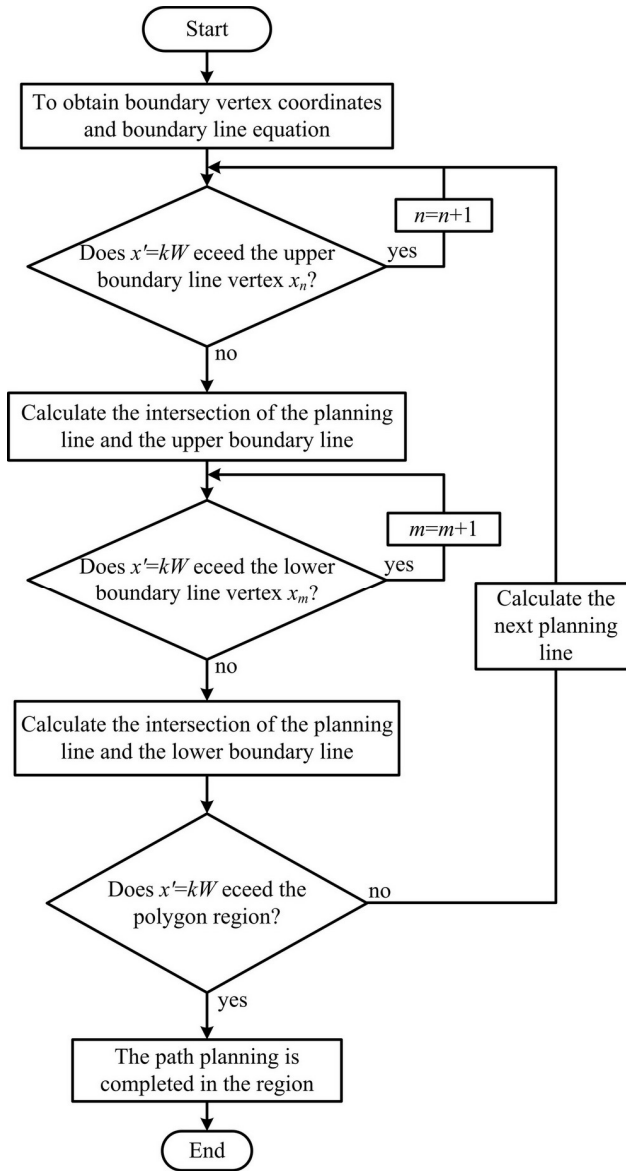 Start
To obtain boundary vertex coordinates
and boundary line equation
n=n+1
Does x'=kW eceed the upper
boundary line vertex xₙ?
yes
no
Calculate the intersection of the planning
line and the upper boundary line
m=m+1
Does x'=kW eceed the lower
boundary line vertex xₘ?
yes
Calculate the
next planning
line
no
Calculate the intersection of the planning
line and the lower boundary line
Does x'=kW eceed the
polygon region?
no
yes
The path planning is
completed in the region
End